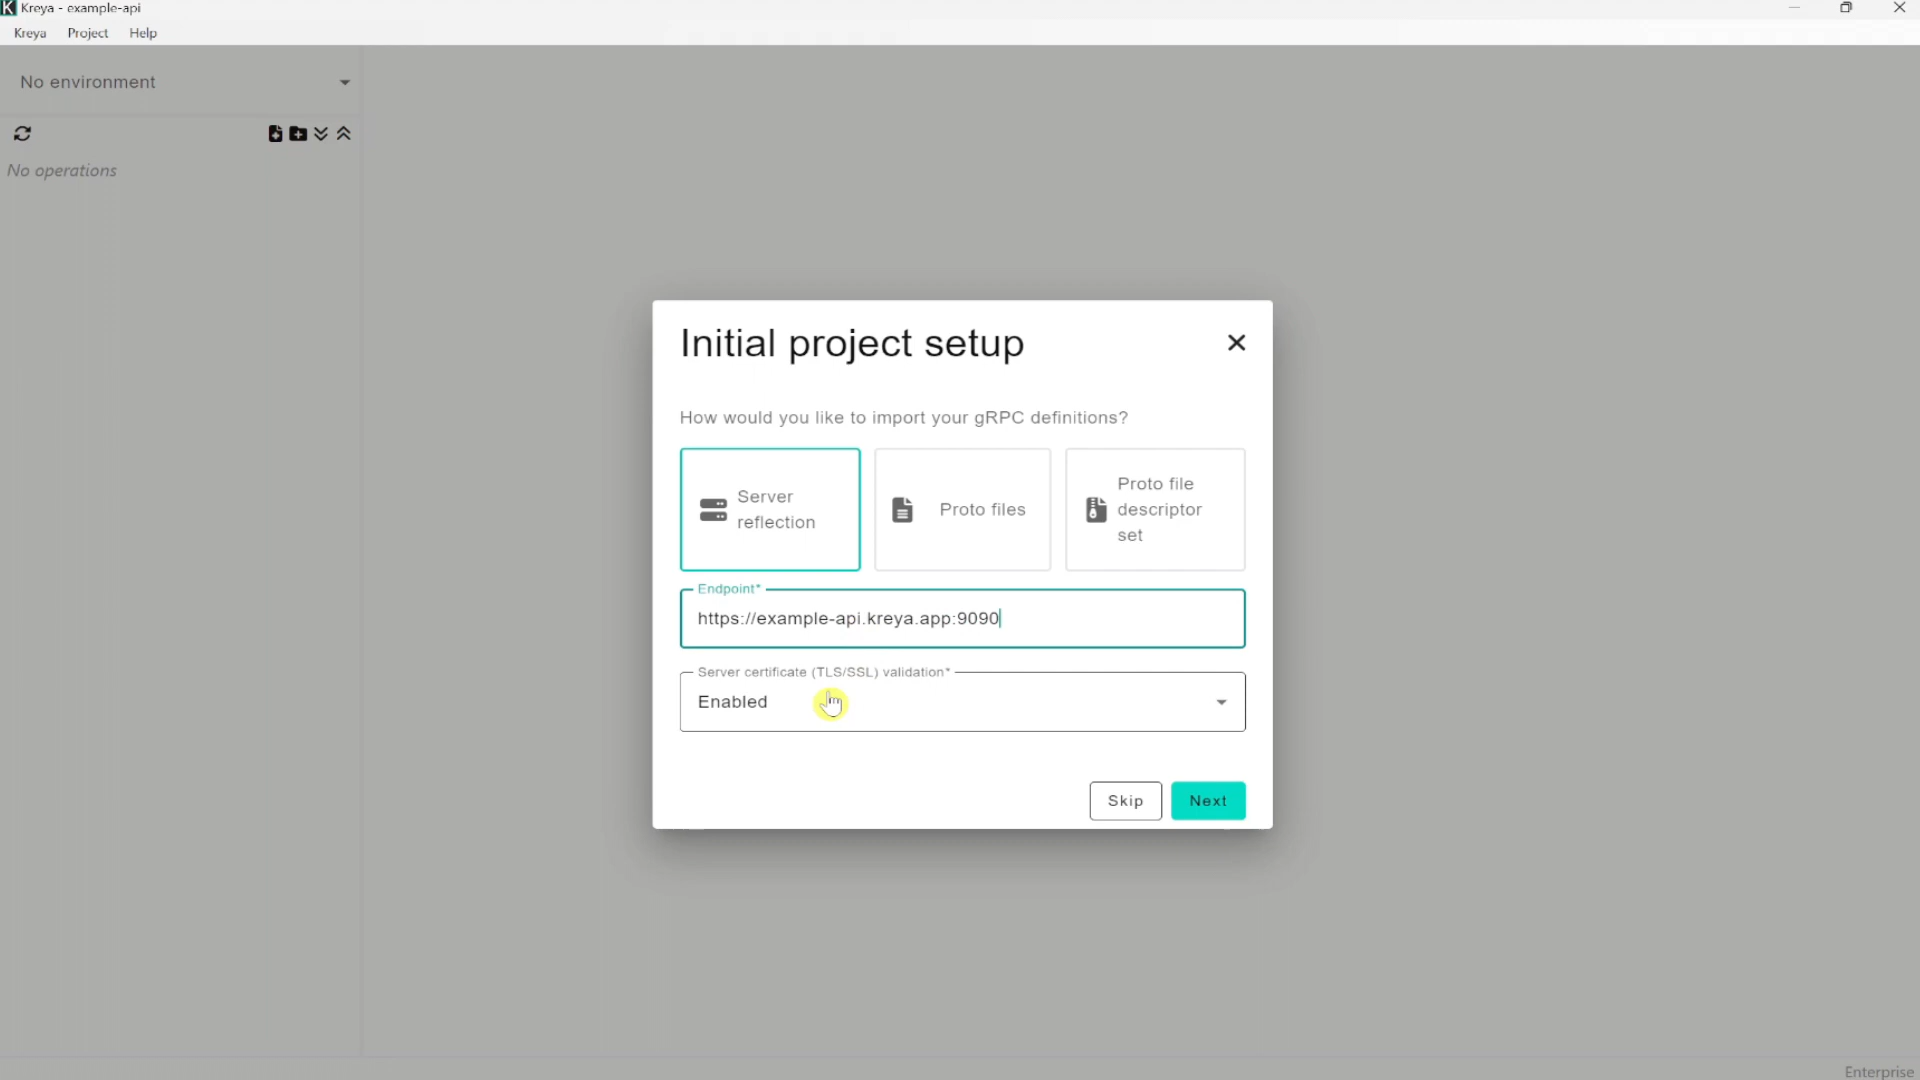 Kreya - example-api
Kreya Project Help
No environment
No operations
Initial project setup
How would you like to import your gRPC definitions?
Server
reflection
Proto files
Proto file
descriptor
set
Endpoint*
https://example-api.kreya.app:9090
Server certificate (TLS/SSL) validation*
Enabled
Skip
Next
Enterprise